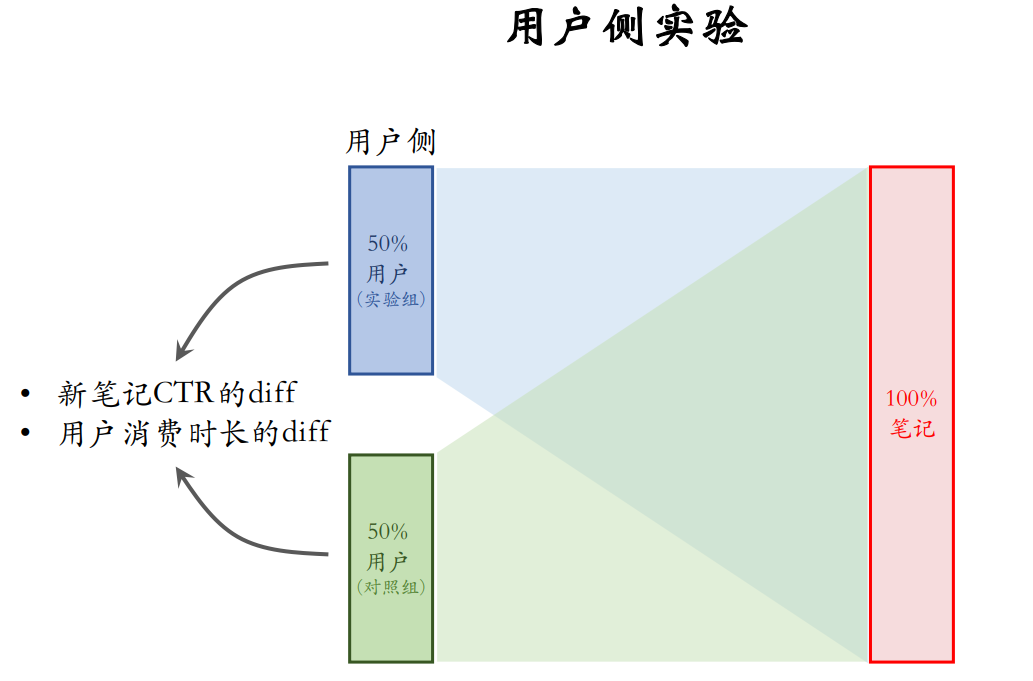 用户侧实验
用户侧
50%
用户
(实验组)
• 新笔记CTR的diff
• 用户消费时长的diff
100%
笔记
50%
用户
(对照组)